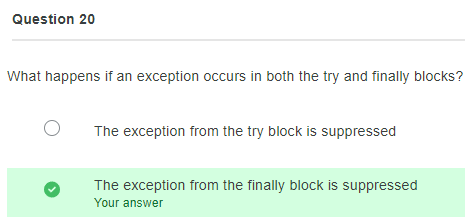 Question 20
What happens if an exception occurs in both the try and finally blocks?
The exception from the try block is suppressed
The exception from the finally block is suppressed
Your answer